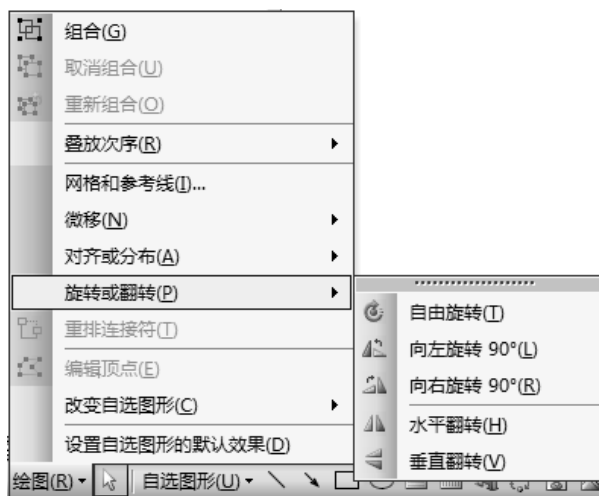 组合(G)
取消组合(U)
重新组合(O)
叠放次序(R)
网格和参考线(I)...
微移(N)
对齐或分布(A)
旋转或翻转(P)
重排连接符(T)
编辑顶点(E)
改变自选图形(C)
设置自选图形的默认效果(D)
自由旋转(T)
向左旋转 90°(L)
向右旋转 90°(R)
水平翻转(H)
垂直翻转(V)
绘图(R) 自选图形(U)